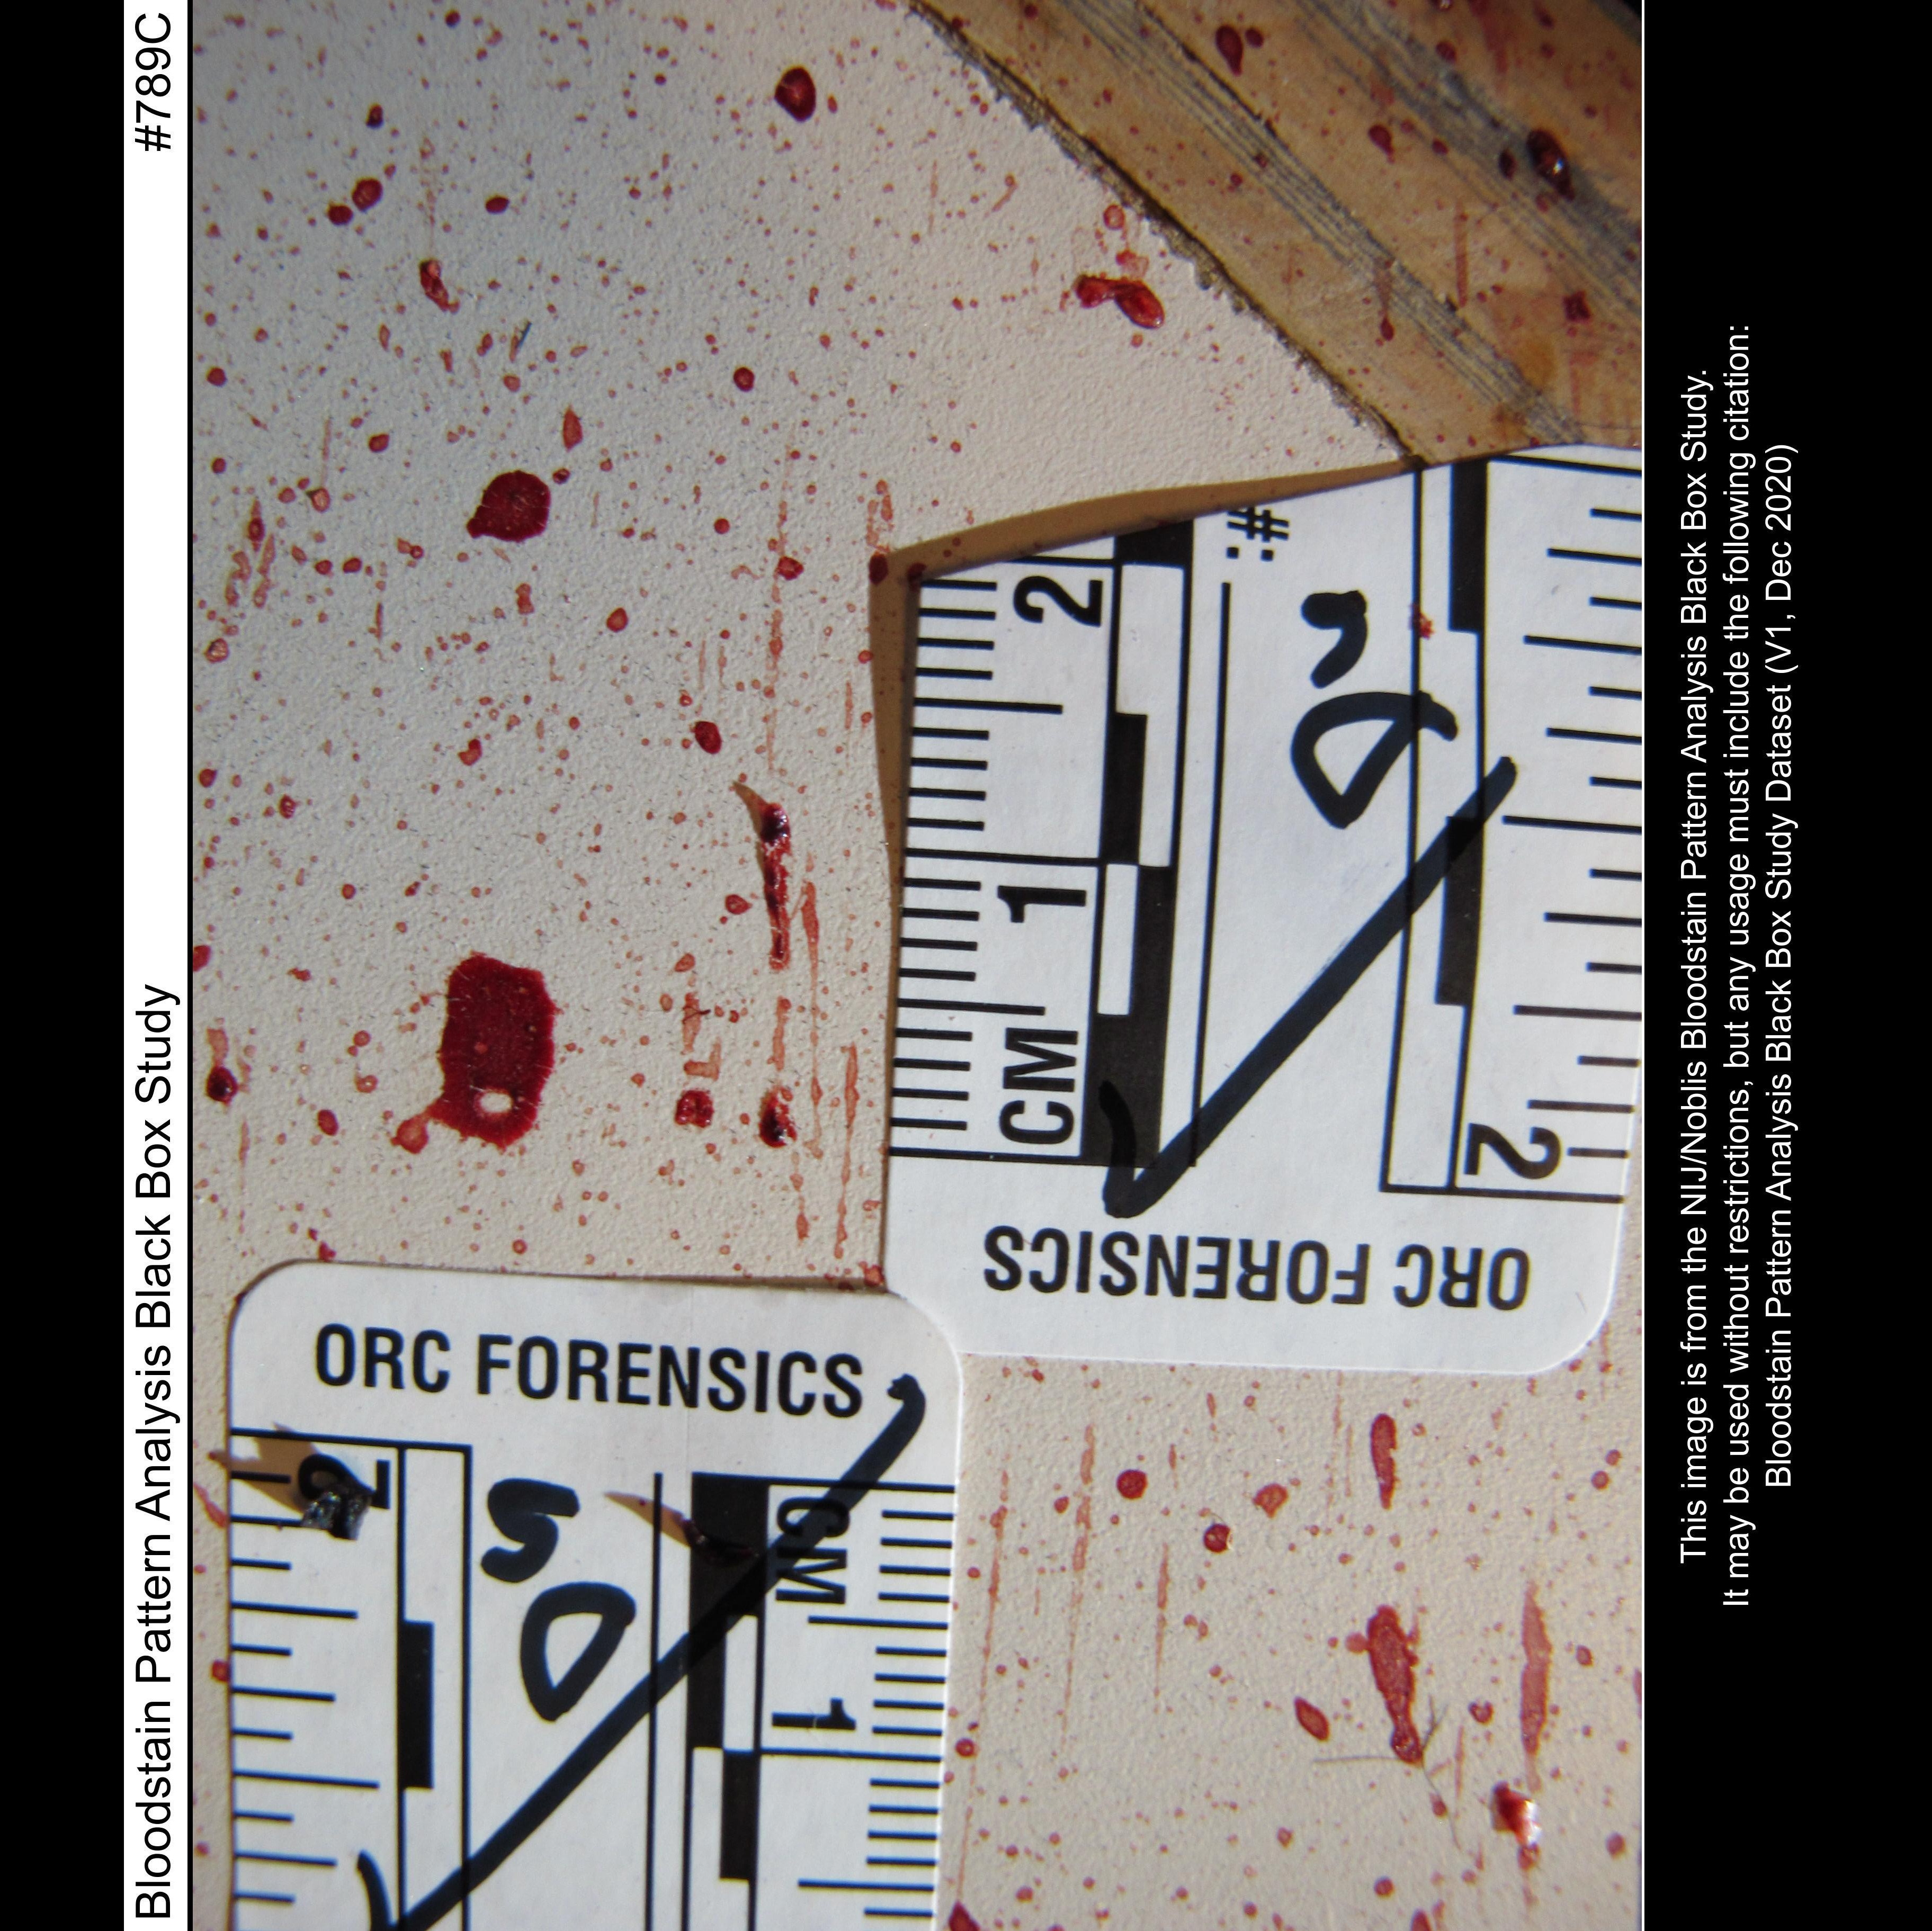 Bloodstain Pattern Analysis Black Box Study #789C
ORC FORENSICS
CM 1 2
#:
2
ORC FORENSICS
CM 1
2
This image is from the NIJ/Noblis Bloodstain Pattern Analysis Black Box Study.
It may be used without restrictions, but any usage must include the following citation:
Bloodstain Pattern Analysis Black Box Study Dataset (V1, Dec 2020)